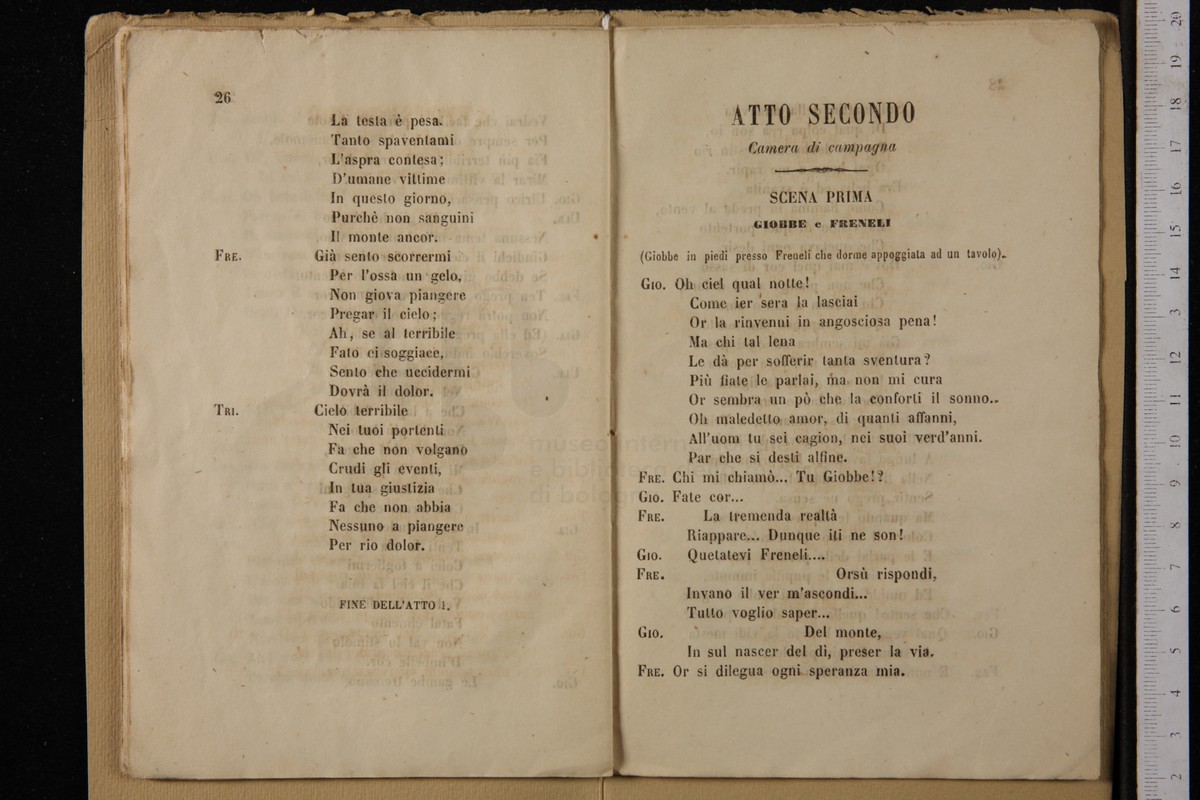 26
La testa è pesa.
Tanto spaventami
L'aspra contesa;
D'umane vittime
In questo giorno,
Purchè non sanguini
Il monte ancor.
FRE. Già sento scorrermi
Per l'ossa un gelo,
Non giova piangere
Pregar il cielo;
Ah, se al terribile
Fato ci soggiace,
Sento che uccidermi
Dovrà il dolor.
TRI. Cielo terribile
Nei tuoi portenti
Fa che non volgano
Crudi gli eventi,
In tua giustizia
Fa che non abbia
Nessuno a piangere
Per rio dolor.
FINE DELL'ATTO 1.
ATTO SECONDO
Camera di campagna
SCENA PRIMA
GIOBBE e FRENELI
(Giobbe in piedi presso Freneli che dorme appoggiata ad un tavolo).
GIO. Oh ciel qual notte!
Come ier sera la lasciai
Or la rinvenni in angosciosa pena!
Ma chi tal lena
Le dà per sofferir tanta sventura?
Più fiate le parlai, ma non mi cura
Or sembra un pò che la conforti il sonno..
Oh maledetto amor, di quanti affanni,
All'uom tu sei cagion, nei suoi verd'anni.
Par che si desti alfine.
FRE. Chi mi chiamò... Tu Giobbe!?
GIO. Fate cor...
FRE. La tremenda realtà
Riappare... Dunque iti ne son!
GIO. Quetatevi Freneli....
FRE. Orsù rispondi,
Invano il ver m'ascondi...
Tutto voglio saper...
GIO. Del monte,
In sul nascer del dì, preser la via.
FRE. Or si dilegua ogni speranza mia.